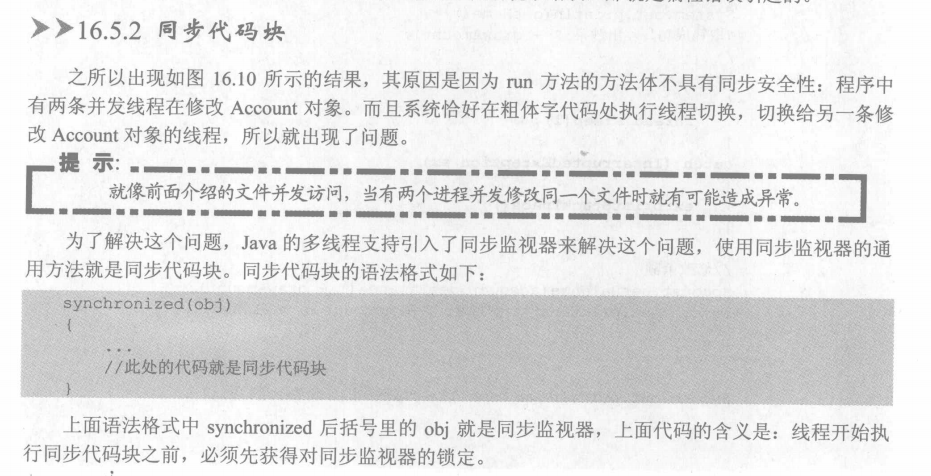 >>16.5.2 同步代码块
之所以出现如图 16.10 所示的结果，其原因是因为 run 方法的方法体不具有同步安全性：程序中
有两条并发线程在修改 Account 对象。而且系统恰好在粗体字代码处执行线程切换，切换给另一条修
改 Account 对象的线程，所以就出现了问题。
提 示:
就像前面介绍的文件并发访问，当有两个进程并发修改同一个文件时就有可能造成异常。
为了解决这个问题，Java 的多线程支持引入了同步监视器来解决这个问题，使用同步监视器的通
用方法就是同步代码块。同步代码块的语法格式如下：
synchronized(obj)
{
...
//此处的代码就是同步代码块
}
上面语法格式中 synchronized 后括号里的 obj 就是同步监视器，上面代码的含义是：线程开始执
行同步代码块之前，必须先获得对同步监视器的锁定。